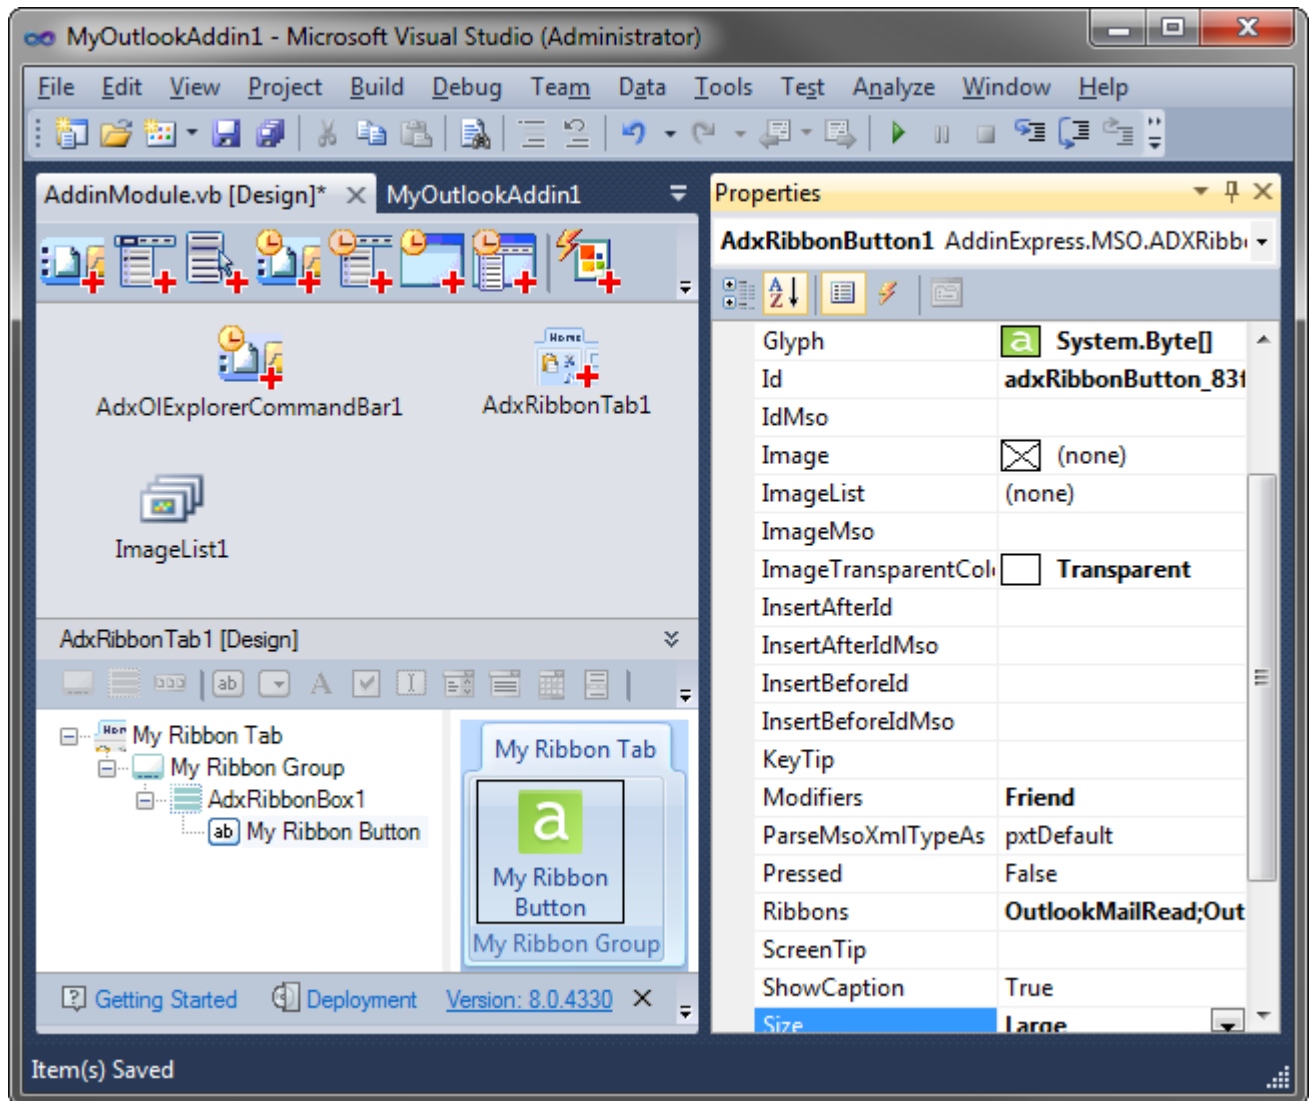 MyOutlookAddin1 - Microsoft Visual Studio (Administrator)
File Edit View Project Build Debug Team Data Tools Test Analyze Window Help
AddinModule.vb [Design]* MyOutlookAddin1
AdxOlExplorerCommandBar1 AdxRibbonTab1
Home
ImageList1
AdxRibbonTab1 [Design]
My Ribbon Tab
My Ribbon Group
AdxRibbonBox1
ab My Ribbon Button
My Ribbon Tab
a
My Ribbon
Button
My Ribbon Group
Getting Started Deployment Version: 8.0.4330
Item(s) Saved
Properties
AdxRibbonButton1 AddinExpress.MSO.ADXRibb
Glyph a System.Byte[]
Id adxRibbonButton_83f
IdMso
Image (none)
ImageList (none)
ImageMso
ImageTransparentCol Transparent
InsertAfterId
InsertAfterIdMso
InsertBeforeId
InsertBeforeIdMso
KeyTip
Modifiers Friend
ParseMsoXmlTypeAs pxtDefault
Pressed False
Ribbons OutlookMailRead;Out
ScreenTip
ShowCaption True
Size Large